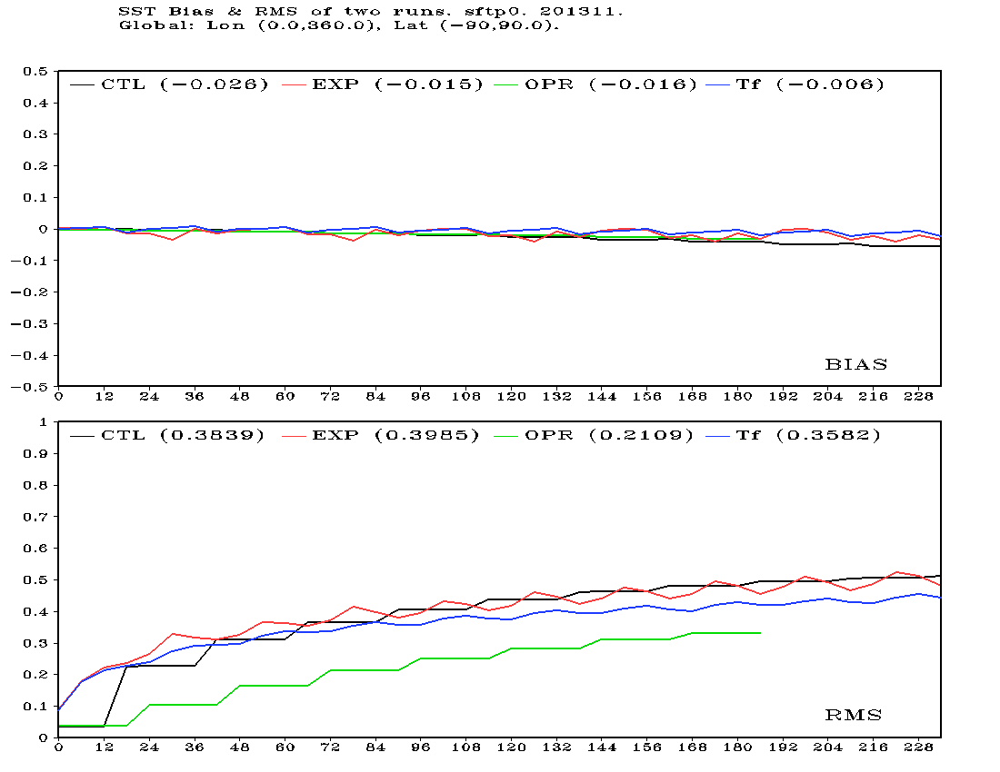 SST Bias & RMS of two runs. sftp0. 201311.
Global: Lon (0.0,360.0), Lat (−90,90.0).
0.5
CTL (−0.026) EXP (−0.015) OPR (−0.016) Tf (−0.006)
0.4
0.3
0.2
0.1
0
−0.1
−0.2
−0.3
−0.4
BIAS
−0.5
0 12 24 36 48 60 72 84 96 108 120 132 144 156 168 180 192 204 216 228
1
CTL (0.3839) EXP (0.3985) OPR (0.2109) Tf (0.3582)
0.9
0.8
0.7
0.6
0.5
0.4
0.3
0.2
0.1
RMS
0
0 12 24 36 48 60 72 84 96 108 120 132 144 156 168 180 192 204 216 228